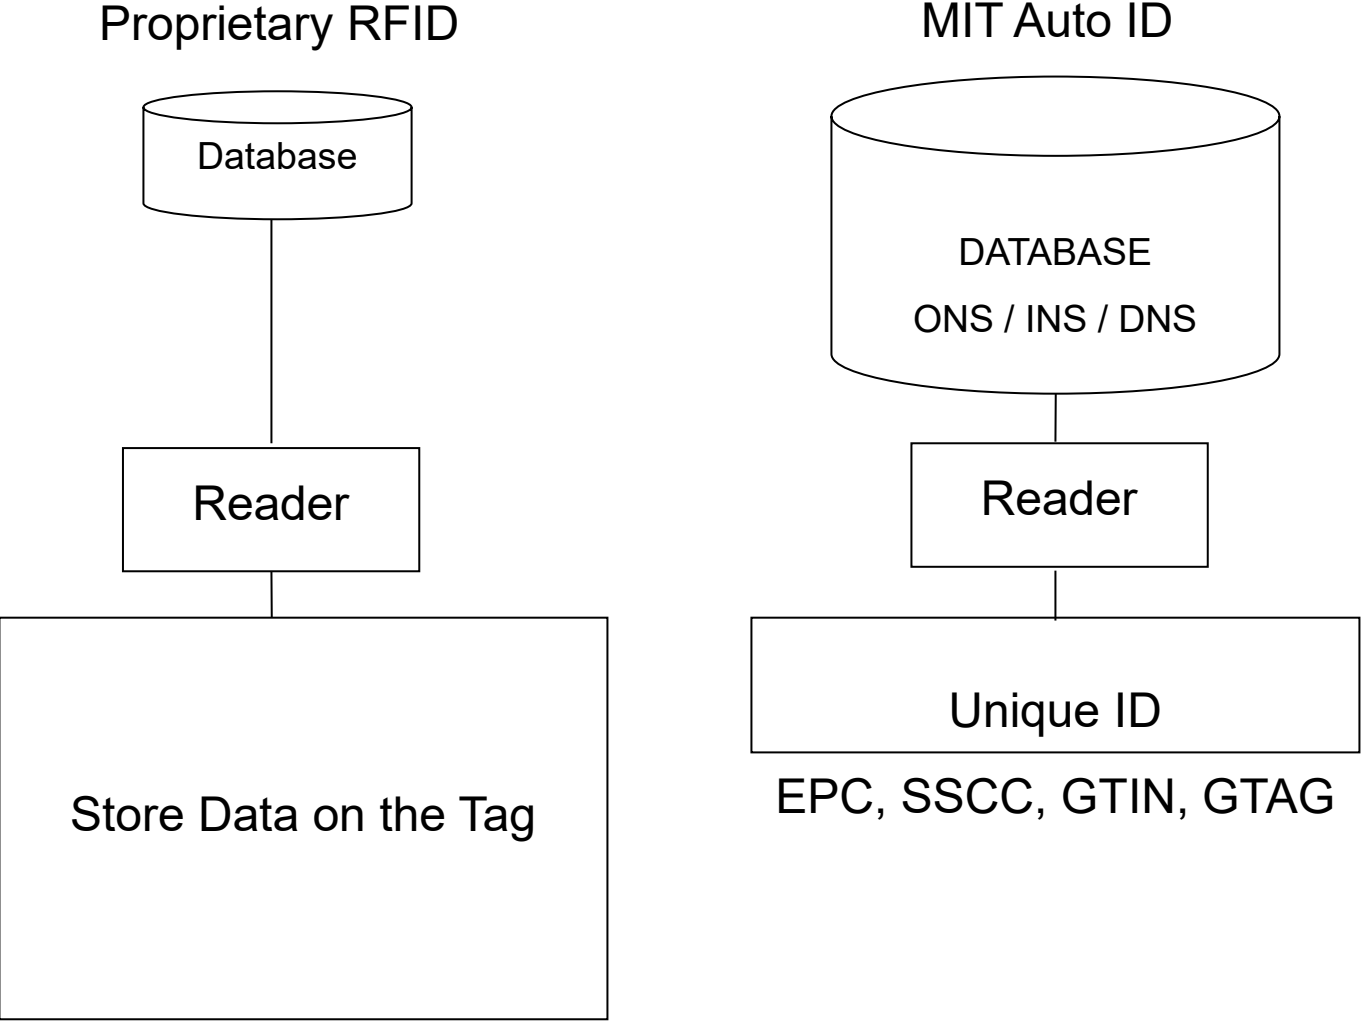 Proprietary RFID
Database
Reader
Store Data on the Tag
MIT Auto ID
DATABASE
ONS / INS / DNS
Reader
Unique ID
EPC, SSCC, GTIN, GTAG